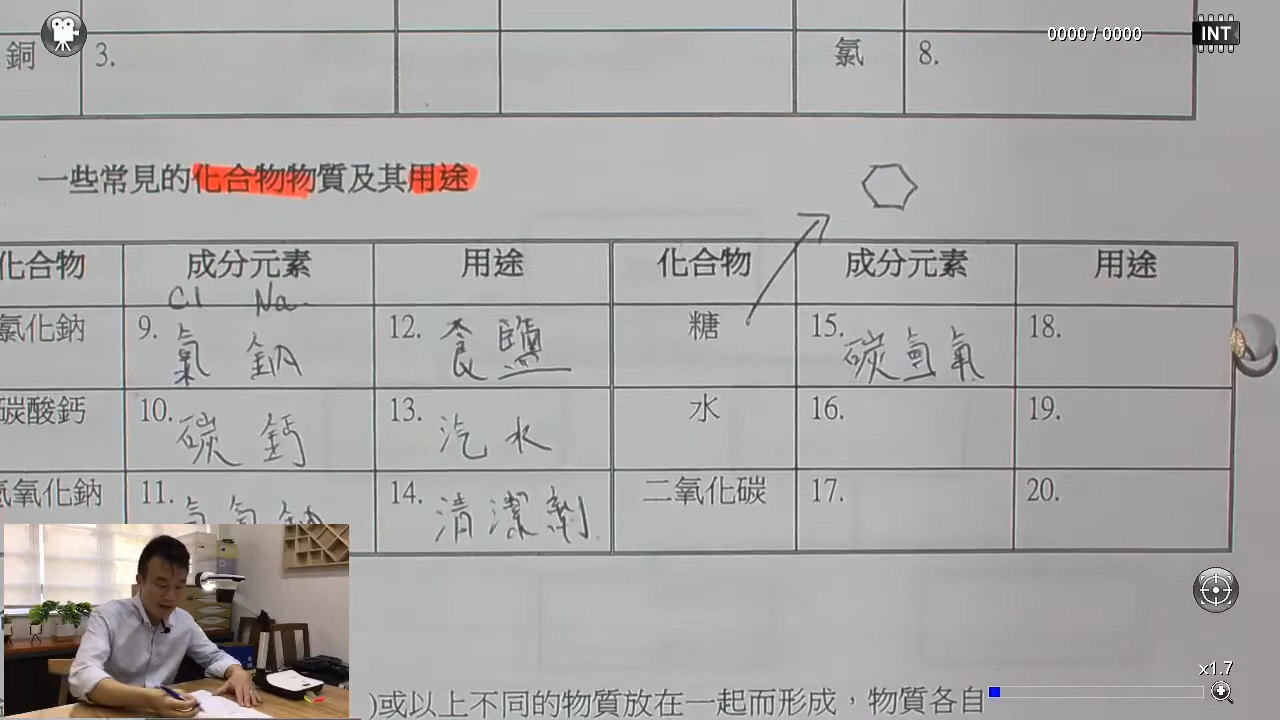 0000 / 0000
INT
銅 3. 氯 8.
一些常見的化合物物質及其用途
化合物 成分元素 用途 化合物 成分元素 用途
Cl Na
氯化鈉 9. 氯 鈉 12. 食鹽 糖 15. 碳氫氧 18.
碳酸鈣 10. 碳 鈣 13. 汽水 水 16. 19.
氫氧化鈉 11. 14. 清潔劑 二氧化碳 17. 20.
)或以上不同的物質放在一起而形成，物質各自
x1.7